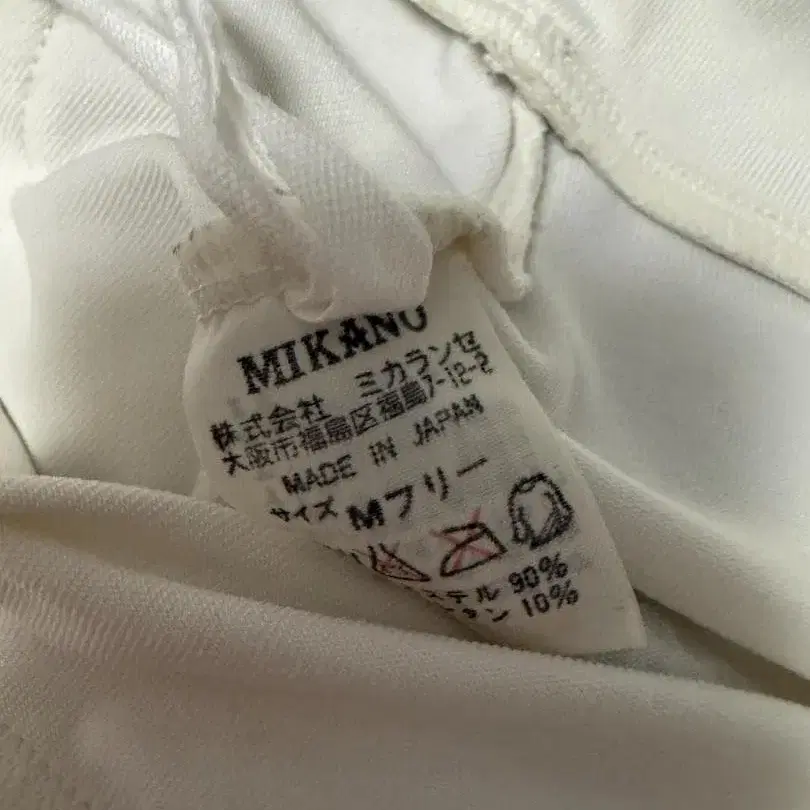 MIKANO
株式会社 ミカランセ
大阪市福島区福島7-12-2
MADE IN JAPAN
サイズ Mフリー
テル 90%
タン 10%